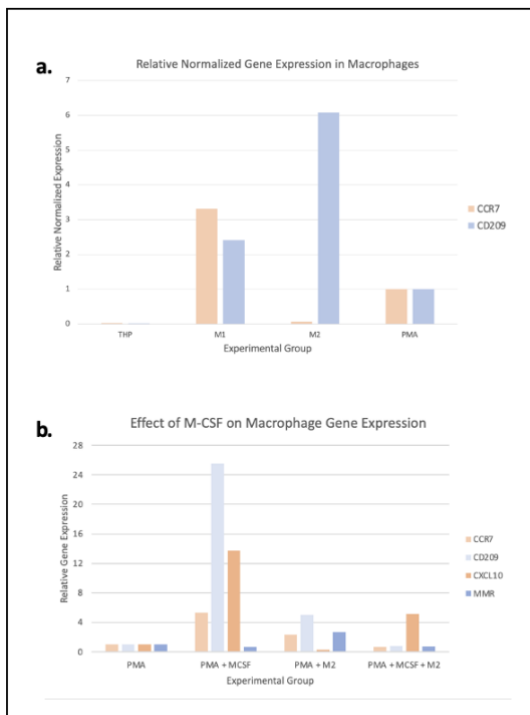 a.
Relative Normalized Gene Expression in Macrophages
7
6
5
4
3
2
1
0
Relative Normalized Expression
THP
M1
M2
PMA
Experimental Group
CCR7
CD209
b.
Effect of M-CSF on Macrophage Gene Expression
28
24
20
16
12
8
4
0
Relative Gene Expression
PMA
PMA + MCSF
PMA + M2
PMA + MCSF + M2
Experimental Group
CCR7
CD209
CXCL10
MMR